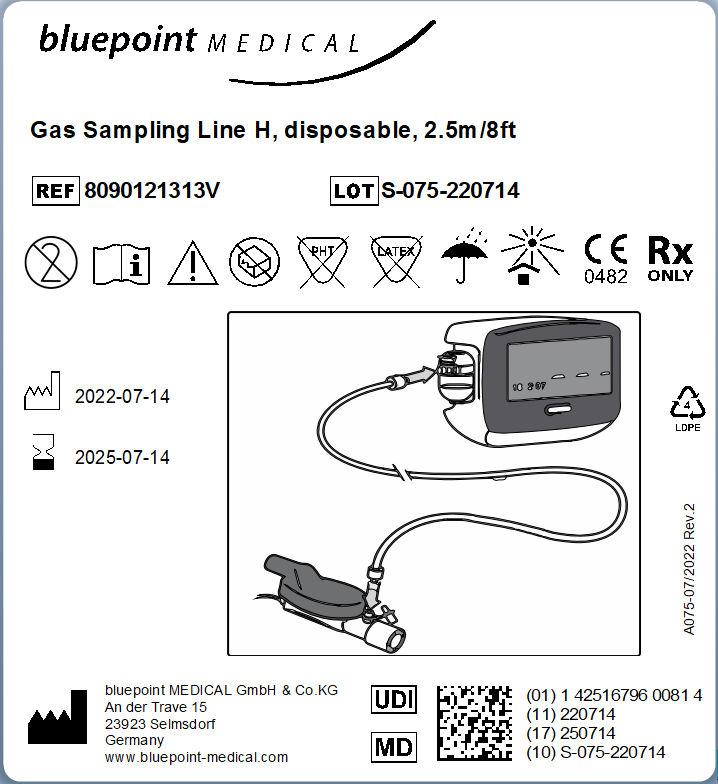 bluepoint MEDICAL
Gas Sampling Line H, disposable, 2.5m/8ft
REF 8090121313V
LOT S-075-220714
2
i
!
PHT
LATEX
CE
0482
Rx
ONLY
2022-07-14
2025-07-14
18 207
4
LDPE
A075-07/2022 Rev.2
bluepoint MEDICAL GmbH & Co.KG
An der Trave 15
23923 Selmsdorf
Germany
www.bluepoint-medical.com
UDI
MD
(01) 1 42516796 0081 4
(11) 220714
(17) 250714
(10) S-075-220714